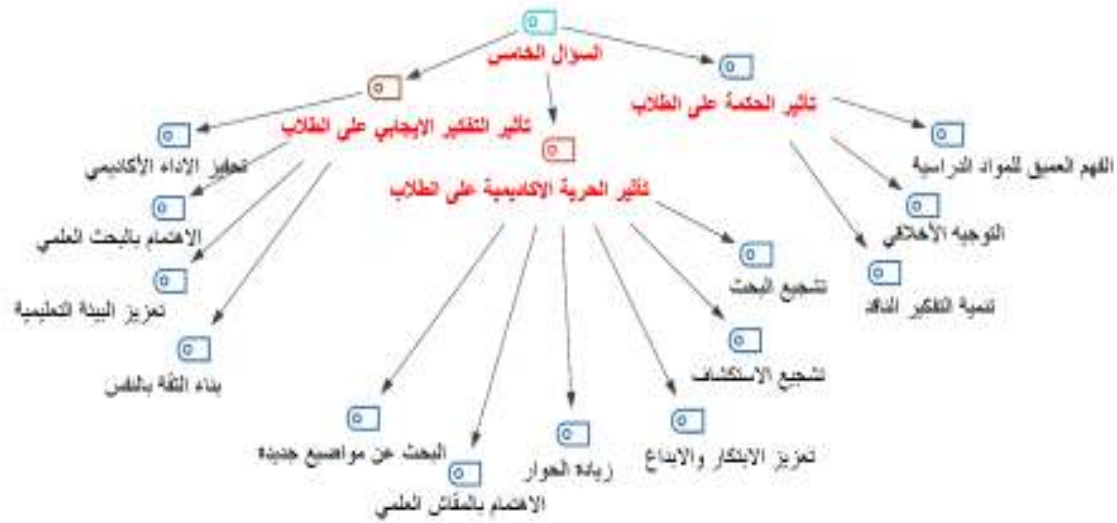 السؤال الخامس
تأثير الحكمة على الطلاب
الفهم العميق للمواد الدراسية
التوجيه الأخلاقي
تنمية التفكير الناقد
تأثير الحرية الاكاديمية على الطلاب
تشجيع البحث
تشجيع الاستكشاف
تعزيز الابتكار والابداع
زيادة الحوار
الاهتمام بالنقاش العلمي
البحث عن مواضيع جديدة
تأثير التفكير الايجابي على الطلاب
تحفيز الاداء الأكاديمي
الاهتمام بالبحث العلمي
تعزيز البيئة التعليمية
بناء الثقة بالنفس